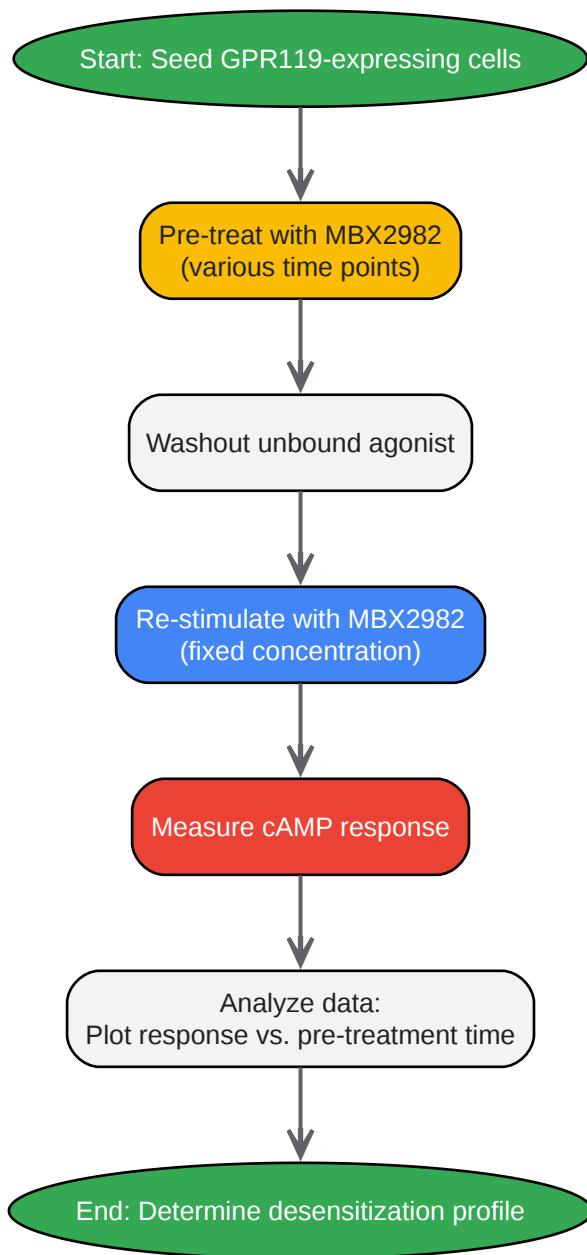 Start: Seed GPR119-expressing cells
Pre-treat with MBX2982
(various time points)
Washout unbound agonist
Re-stimulate with MBX2982
(fixed concentration)
Measure cAMP response
Analyze data:
Plot response vs. pre-treatment time
End: Determine desensitization profile